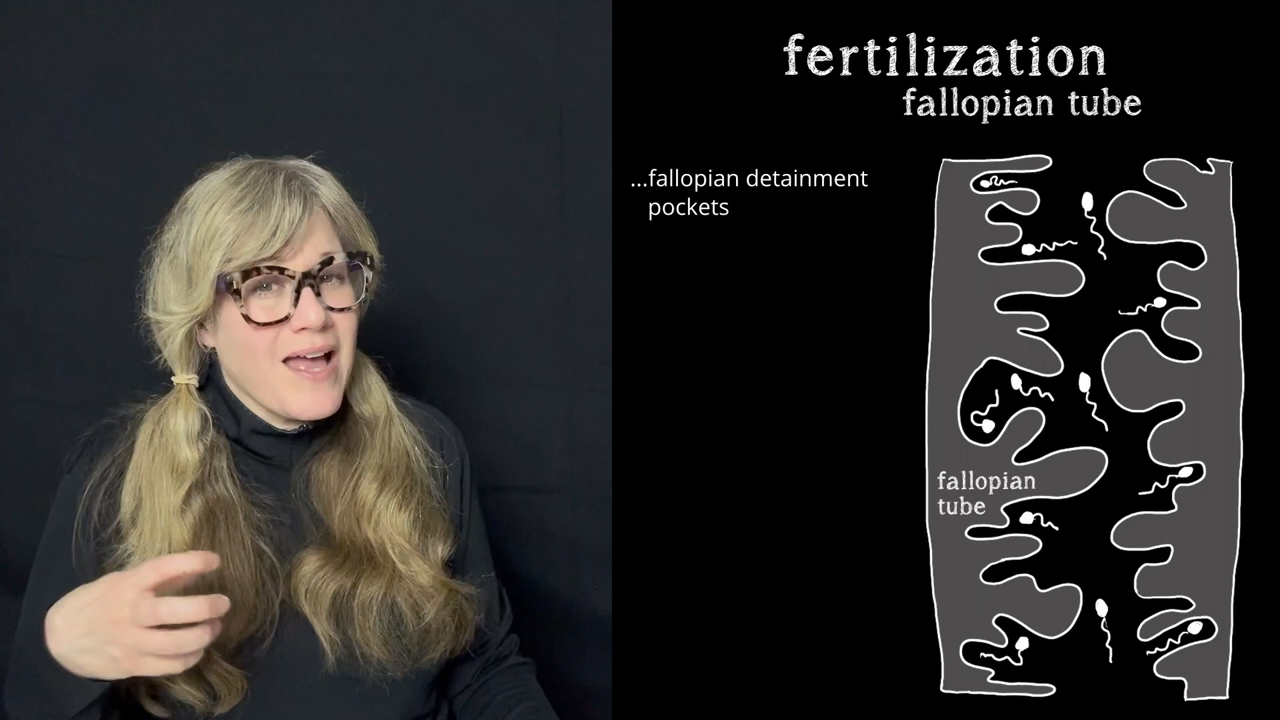 fertilization
fallopian tube
...fallopian detainment
pockets
fallopian
tube